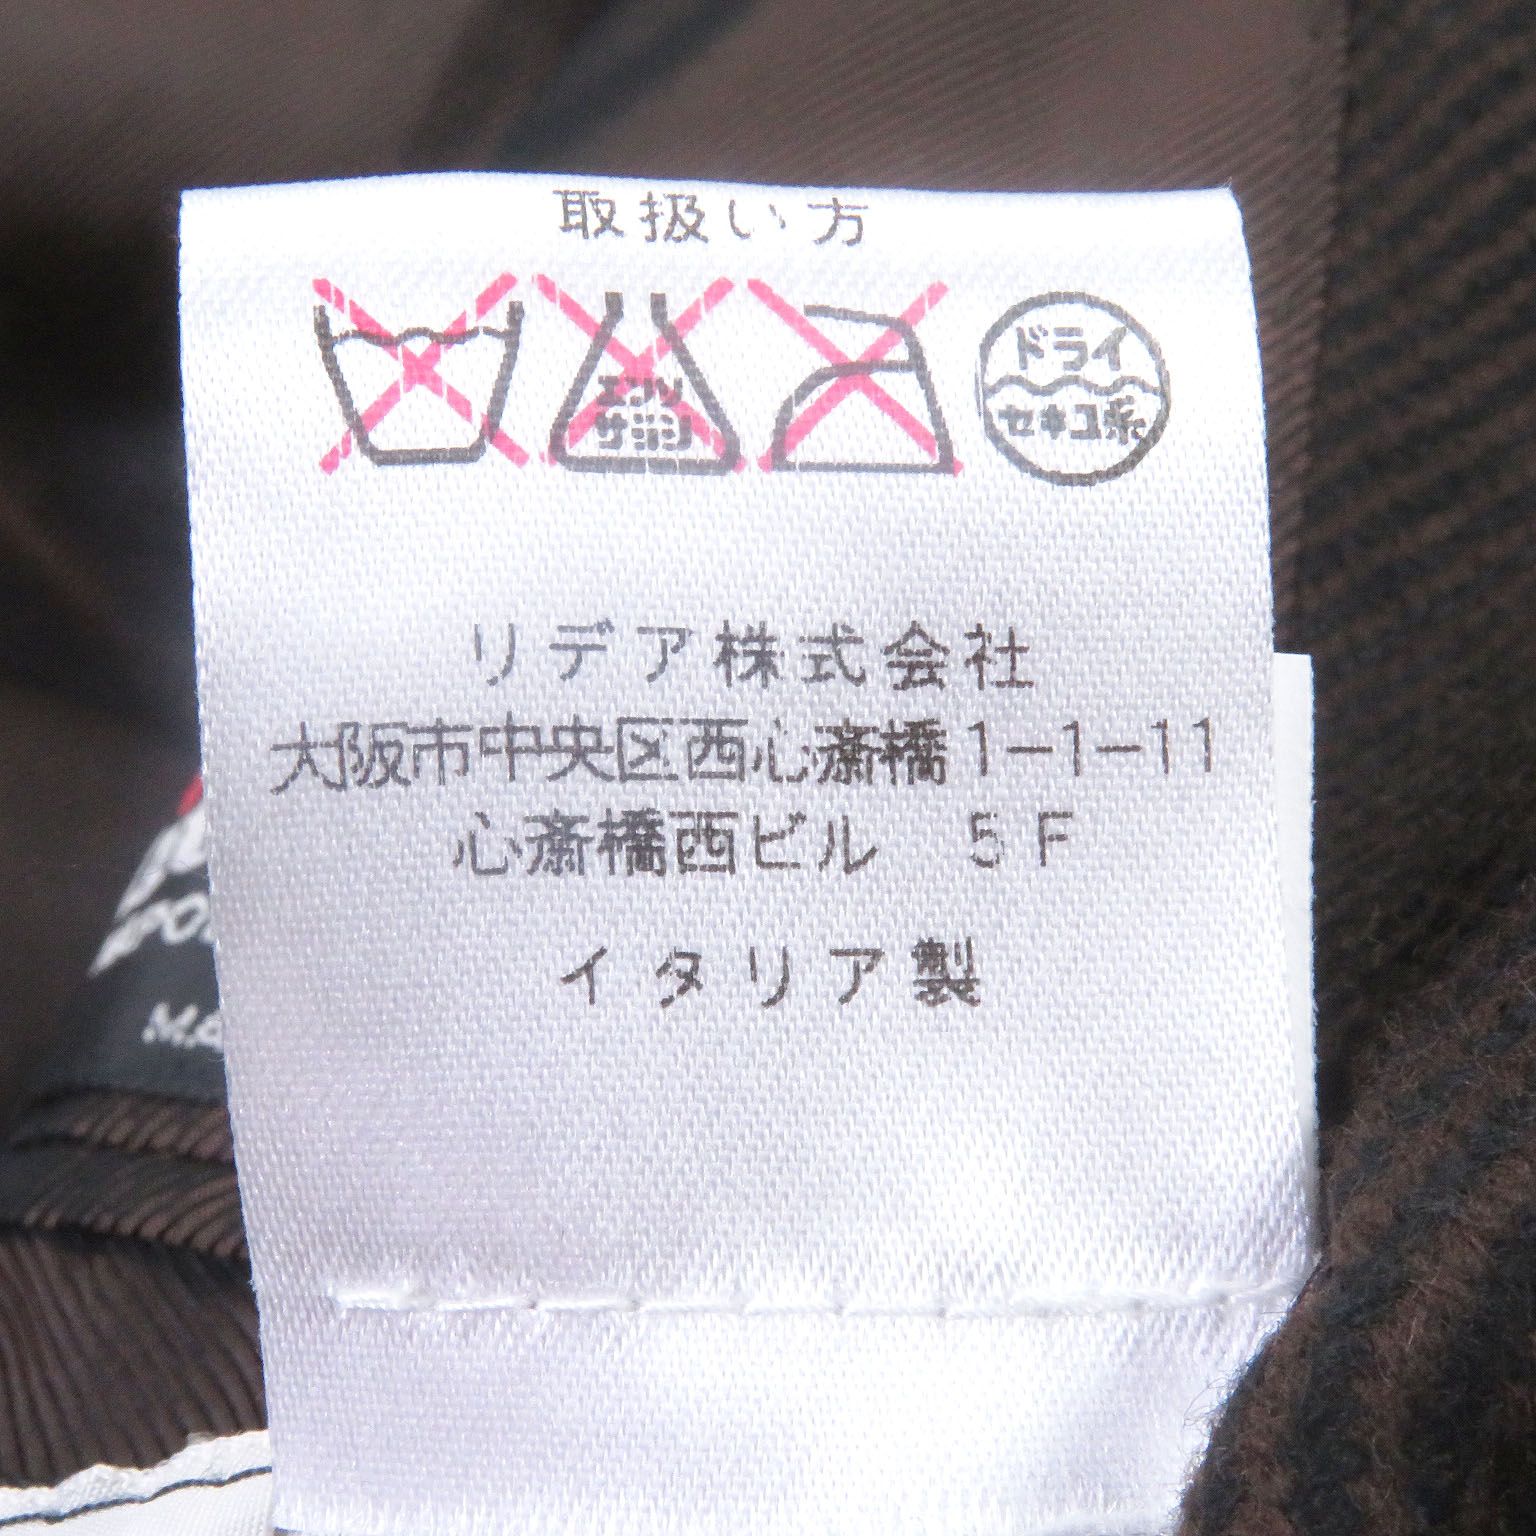 取扱い方
エンソ
サラシ
ドライ
セキユ系
リデア株式会社
大阪市中央区西心斎橋1-1-11
心斎橋西ビル 5F
イタリア製